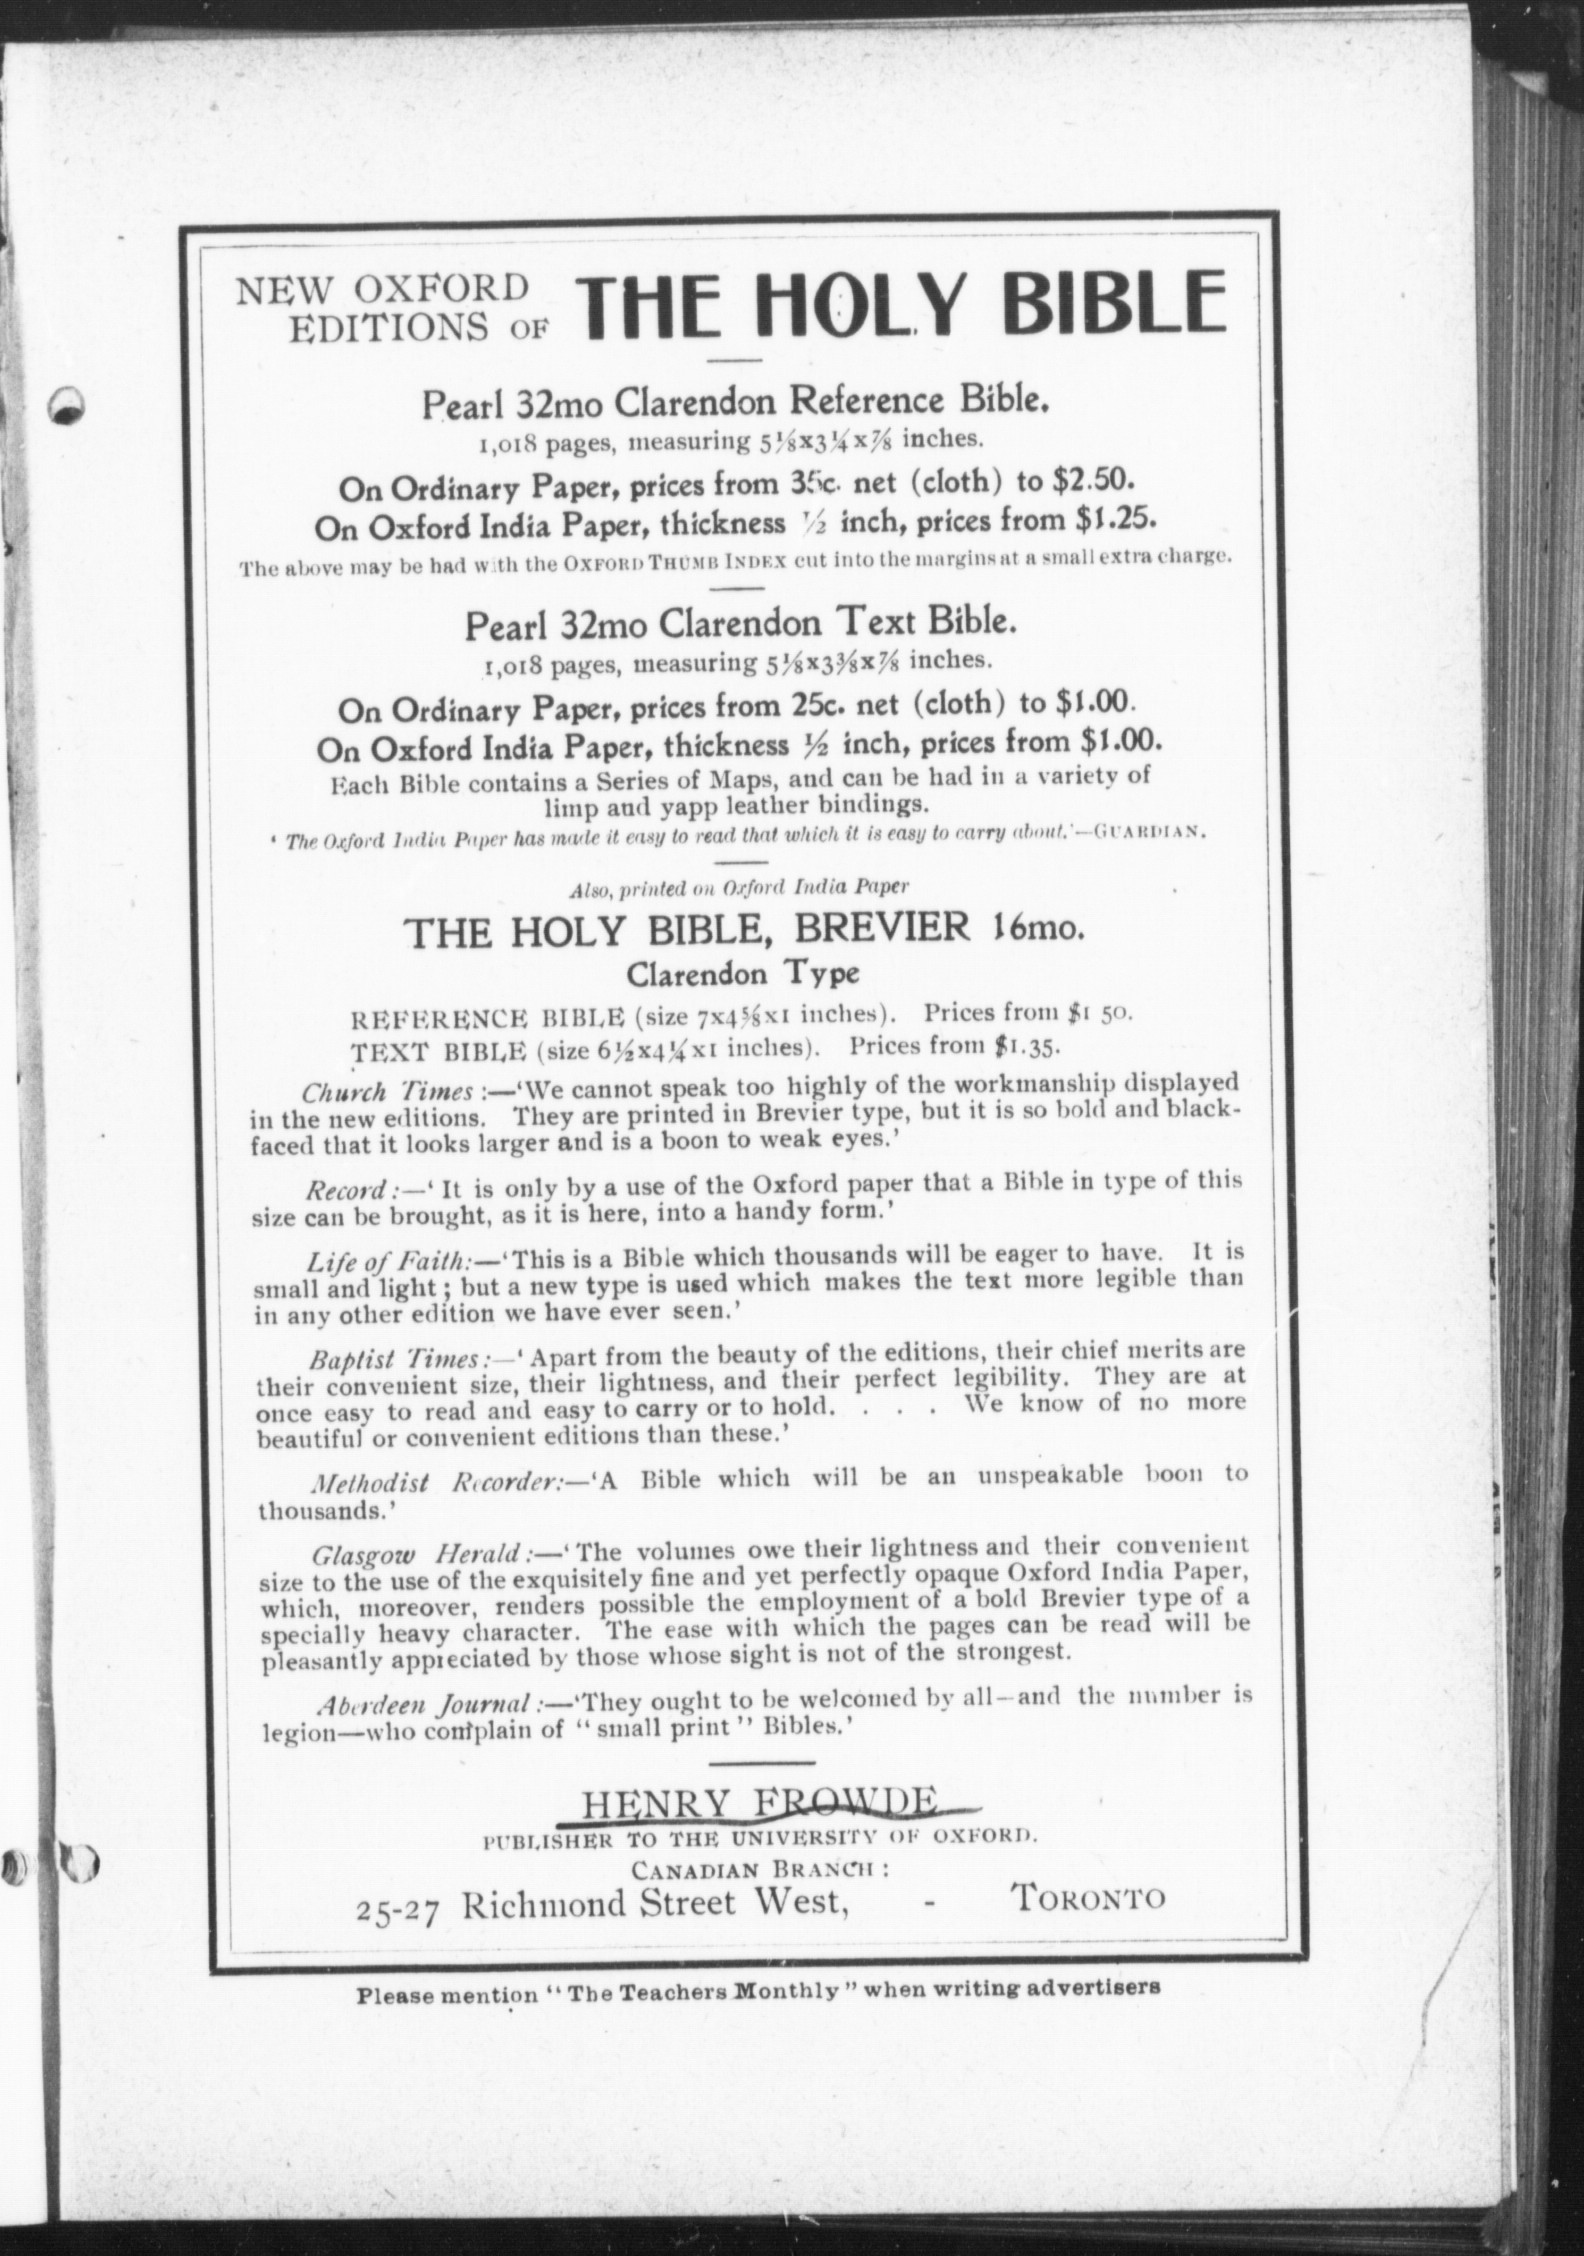 NEW OXFORD
EDITIONS OF THE HOLY BIBLE
Pearl 32mo Clarendon Reference Bible.
1,018 pages, measuring 5⅛x3¼x⅞ inches.
On Ordinary Paper, prices from 35c. net (cloth) to $2.50.
On Oxford India Paper, thickness ½ inch, prices from $1.25.
The above may be had with the OXFORD THUMB INDEX cut into the margins at a small extra charge.
Pearl 32mo Clarendon Text Bible.
1,018 pages, measuring 5⅛x3⅜x⅞ inches.
On Ordinary Paper, prices from 25c. net (cloth) to $1.00.
On Oxford India Paper, thickness ½ inch, prices from $1.00.
Each Bible contains a Series of Maps, and can be had in a variety of
limp and yapp leather bindings.
‘ The Oxford India Paper has made it easy to read that which it is easy to carry about.’—GUARDIAN.
Also, printed on Oxford India Paper
THE HOLY BIBLE, BREVIER 16mo.
Clarendon Type
REFERENCE BIBLE (size 7x4⅝x1 inches). Prices from $1 50.
TEXT BIBLE (size 6½x4¼x1 inches). Prices from $1.35.
Church Times :—‘We cannot speak too highly of the workmanship displayed
in the new editions. They are printed in Brevier type, but it is so bold and black-
faced that it looks larger and is a boon to weak eyes.’
Record :—‘ It is only by a use of the Oxford paper that a Bible in type of this
size can be brought, as it is here, into a handy form.’
Life of Faith:—‘This is a Bible which thousands will be eager to have. It is
small and light ; but a new type is used which makes the text more legible than
in any other edition we have ever seen.’
Baptist Times:—‘ Apart from the beauty of the editions, their chief merits are
their convenient size, their lightness, and their perfect legibility. They are at
once easy to read and easy to carry or to hold. . . . We know of no more
beautiful or convenient editions than these.’
Methodist Recorder:—‘A Bible which will be an unspeakable boon to
thousands.’
Glasgow Herald :—‘ The volumes owe their lightness and their convenient
size to the use of the exquisitely fine and yet perfectly opaque Oxford India Paper,
which, moreover, renders possible the employment of a bold Brevier type of a
specially heavy character. The ease with which the pages can be read will be
pleasantly appreciated by those whose sight is not of the strongest.
Aberdeen Journal :—‘They ought to be welcomed by all—and the number is
legion—who complain of “ small print ” Bibles.’
HENRY FROWDE
PUBLISHER TO THE UNIVERSITY OF OXFORD.
CANADIAN BRANCH :
25-27 Richmond Street West, - TORONTO
Please mention “ The Teachers Monthly ” when writing advertisers